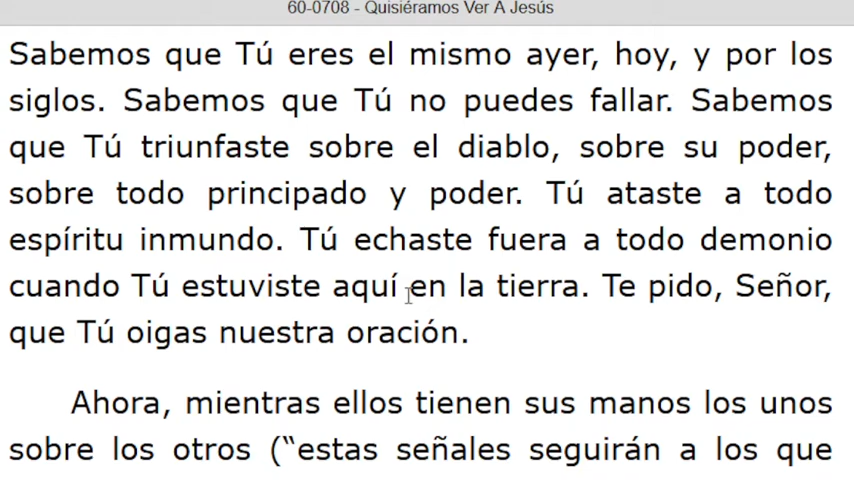 60-0708 - Quisiéramos Ver A Jesús
Sabemos que Tú eres el mismo ayer, hoy, y por los
siglos. Sabemos que Tú no puedes fallar. Sabemos
que Tú triunfaste sobre el diablo, sobre su poder,
sobre todo principado y poder. Tú ataste a todo
espíritu inmundo. Tú echaste fuera a todo demonio
cuando Tú estuviste aquí en la tierra. Te pido, Señor,
que Tú oigas nuestra oración.
Ahora, mientras ellos tienen sus manos los unos
sobre los otros (“estas señales seguirán a los que